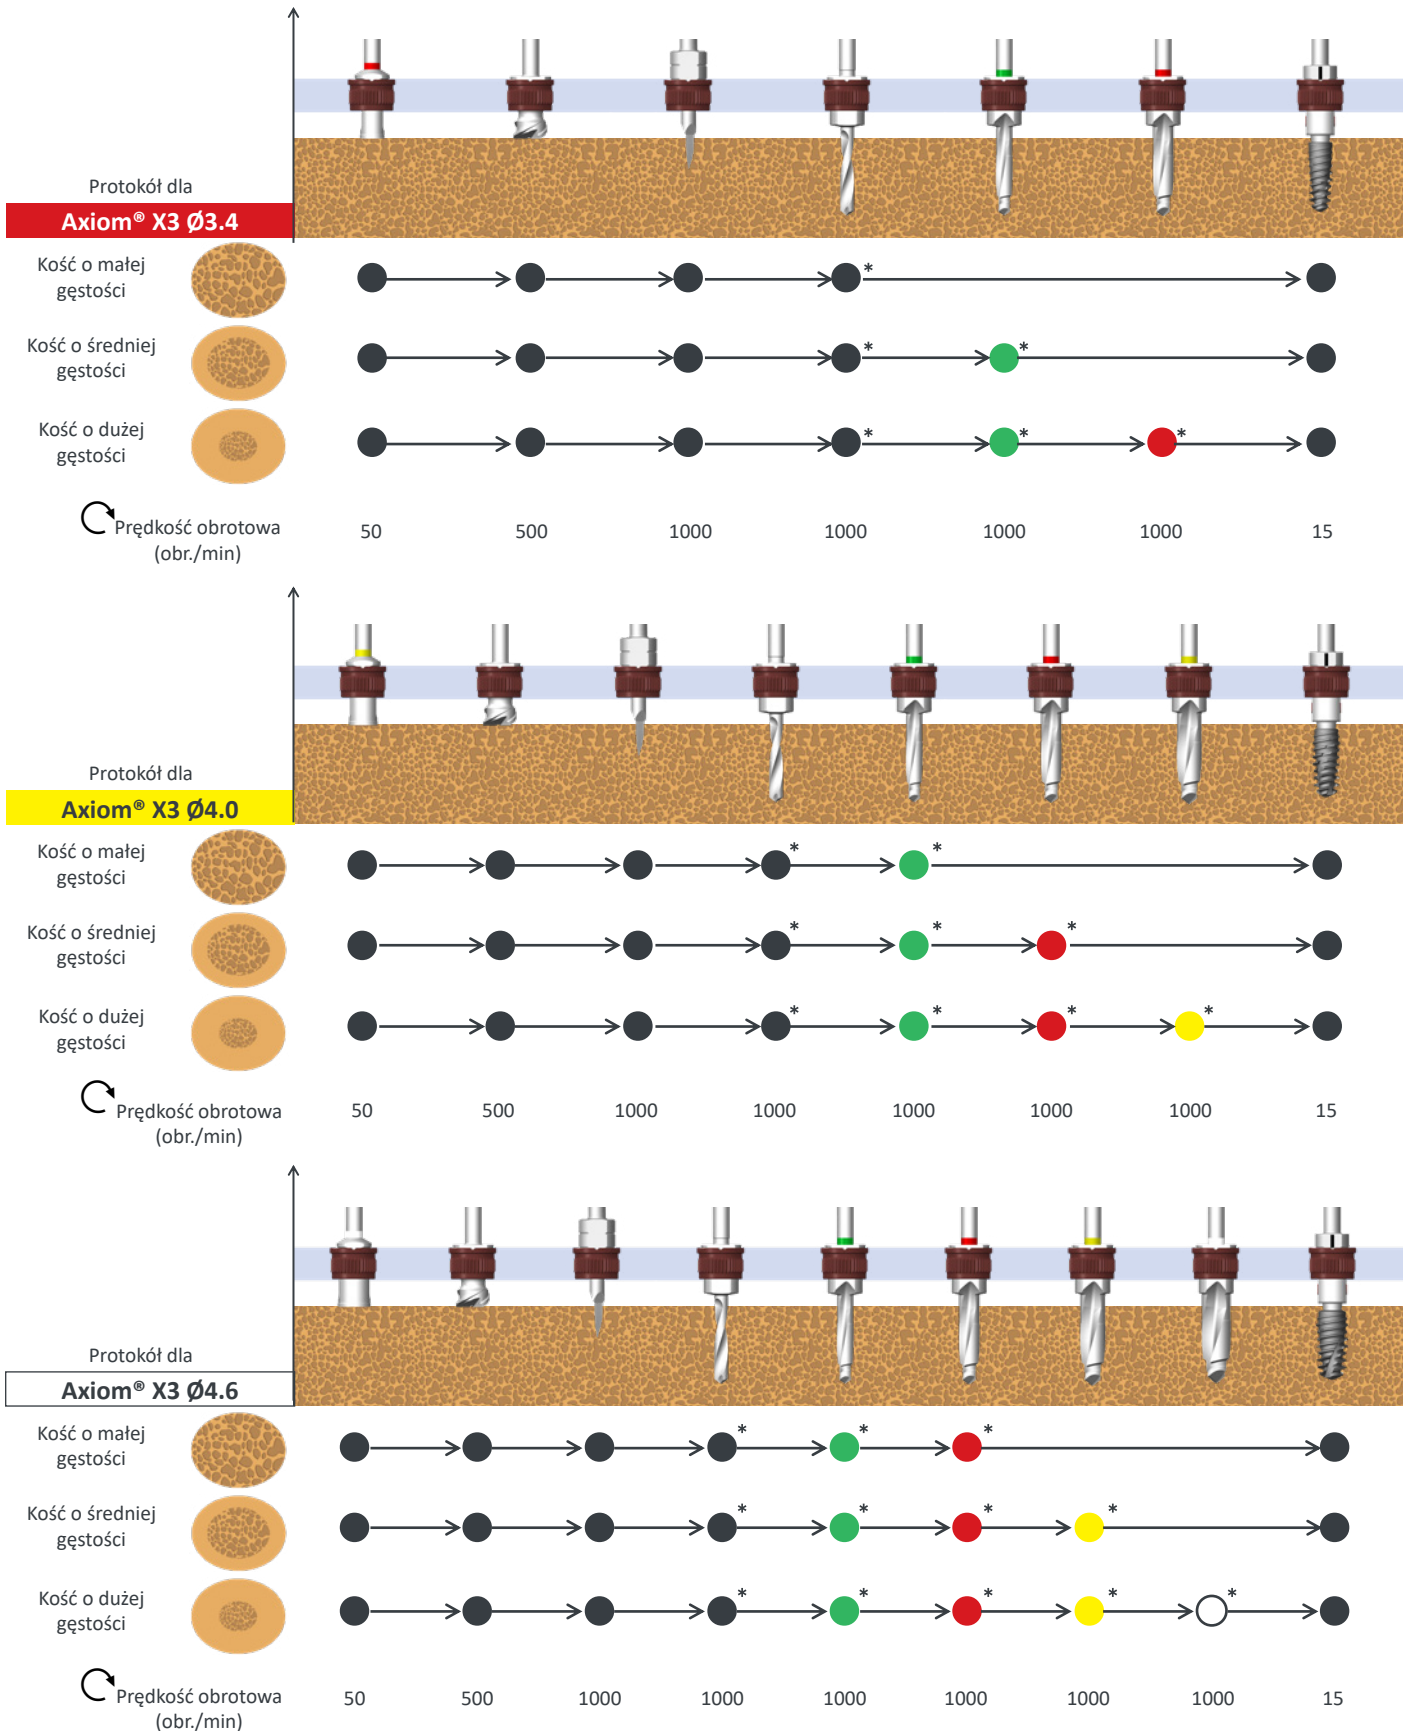 Protokół dla
Axiom® X3 Ø3.4
Kość o małej
gęstości
*
Kość o średniej
gęstości
* *
Kość o dużej
gęstości
* * *
Prędkość obrotowa
(obr./min)
50 500 1000 1000 1000 1000 15
Protokół dla
Axiom® X3 Ø4.0
Kość o małej
gęstości
* *
Kość o średniej
gęstości
* * *
Kość o dużej
gęstości
* * * *
Prędkość obrotowa
(obr./min)
50 500 1000 1000 1000 1000 1000 15
Protokół dla
Axiom® X3 Ø4.6
Kość o małej
gęstości
* * *
Kość o średniej
gęstości
* * * *
Kość o dużej
gęstości
* * * * *
Prędkość obrotowa
(obr./min)
50 500 1000 1000 1000 1000 1000 1000 15